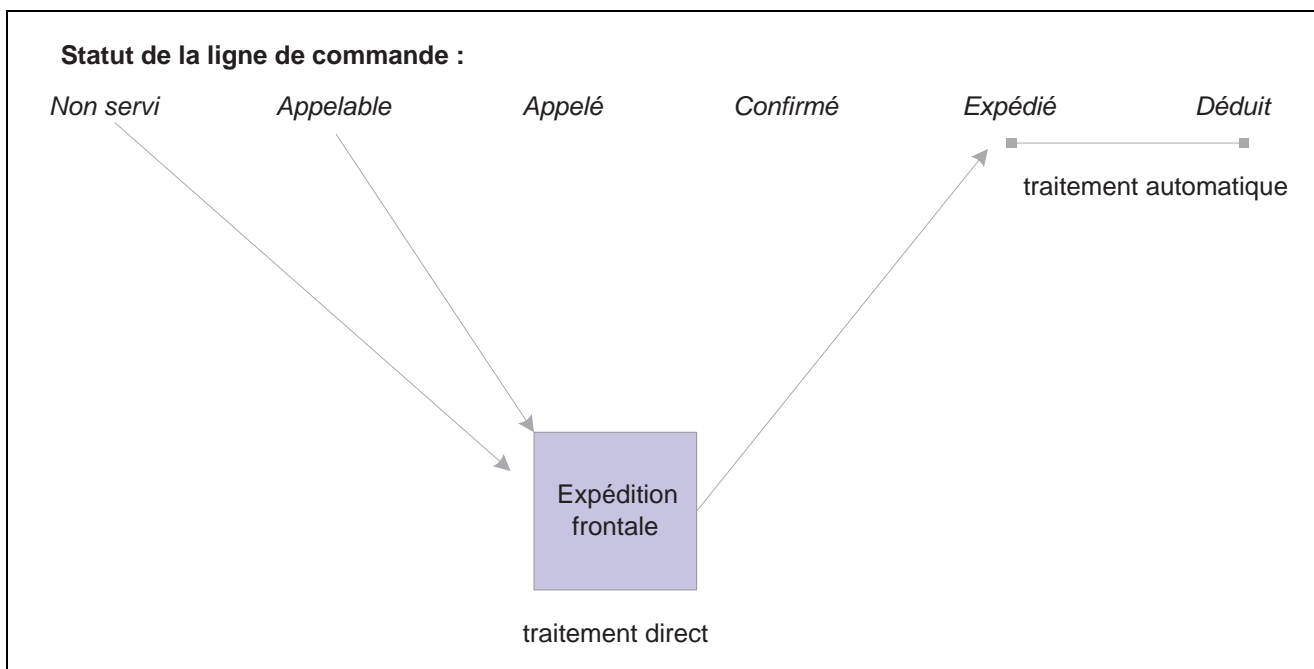 Statut de la ligne de commande :
Non servi Appelable Appelé Confirmé Expédié Déduit
traitement automatique
Expédition
frontale
traitement direct